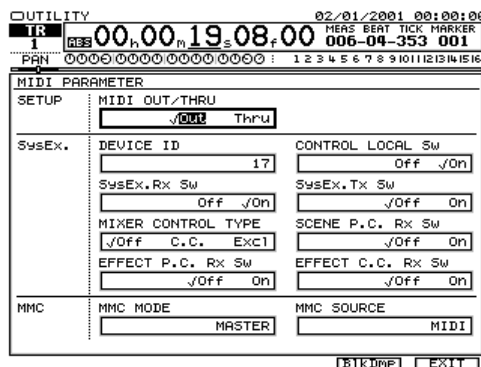 UTILITY 02/01/2001 00:00:00
TR 1 ABS 00h00m19s08f00 MEAS BEAT TICK MARKER
006-04-353 001
PAN 1 2 3 4 5 6 7 8 9 10 11 12 13 14 15 16
MIDI PARAMETER
SETUP MIDI OUT/THRU
√Out Thru
SysEx. DEVICE ID CONTROL LOCAL Sw
17 Off √On
SysEx.Rx Sw SysEx.Tx Sw
Off √On √Off On
MIXER CONTROL TYPE SCENE P.C. Rx Sw
√Off C.C. Excl √Off On
EFFECT P.C. Rx Sw EFFECT C.C. Rx Sw
√Off On √Off On
MMC MMC MODE MMC SOURCE
MASTER MIDI
BlkDmp EXIT